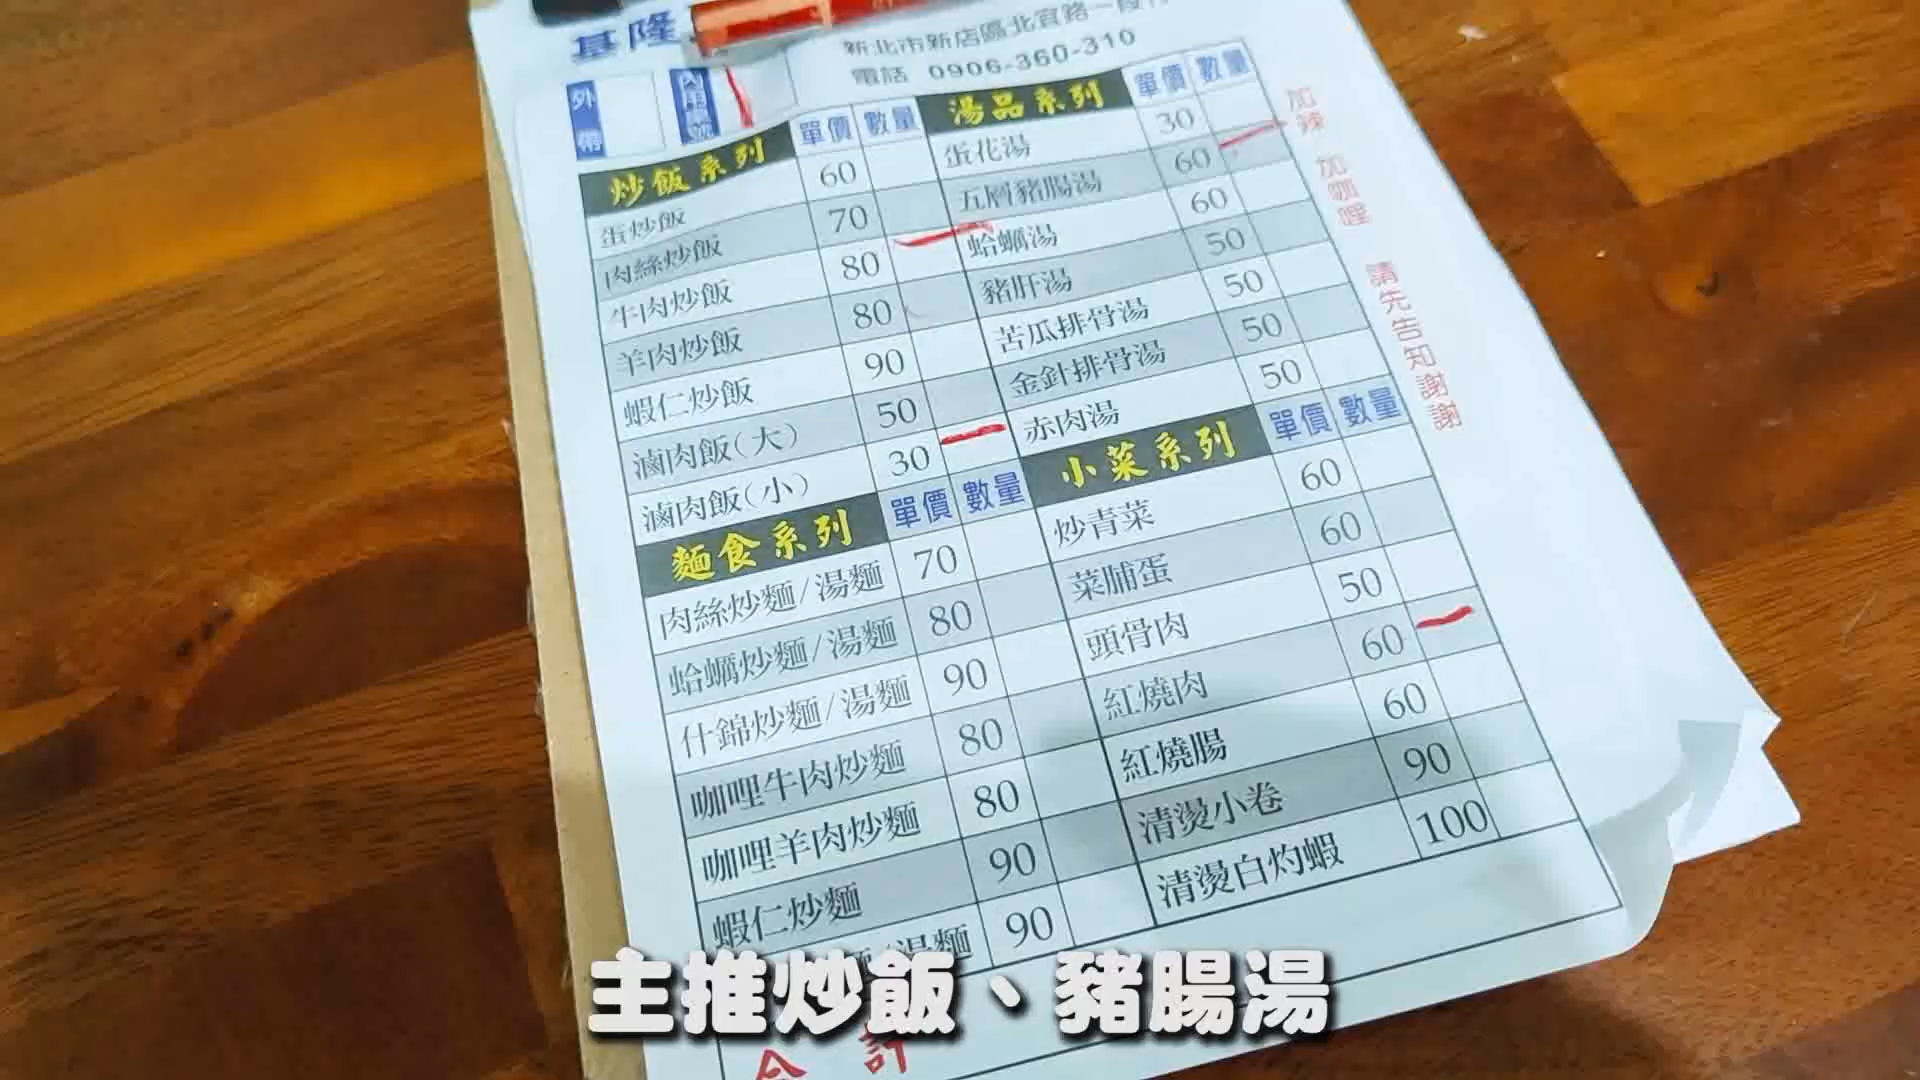 基隆
新北市新店區北宜路一段
電話 0906-360-310
外帶
內用桌號
炒飯系列 單價 數量
蛋炒飯 60
肉絲炒飯 70
牛肉炒飯 80
羊肉炒飯 80
蝦仁炒飯 90
滷肉飯(大) 50
滷肉飯(小) 30
麵食系列 單價 數量
肉絲炒麵/湯麵 70
蛤蠣炒麵/湯麵 80
什錦炒麵/湯麵 90
咖哩牛肉炒麵 80
咖哩羊肉炒麵 80
蝦仁炒麵 90
/湯麵 90
湯品系列 單價 數量
蛋花湯 30
五層豬腸湯 60
蛤蠣湯 60
豬肝湯 50
苦瓜排骨湯 50
金針排骨湯 50
赤肉湯 50
小菜系列 單價 數量
炒青菜 60
菜脯蛋 60
頭骨肉 50
紅燒肉 60
紅燒腸 60
清燙小卷 90
清燙白灼蝦 100
加辣 加咖哩 請先告知謝謝
合計
主推炒飯、豬腸湯